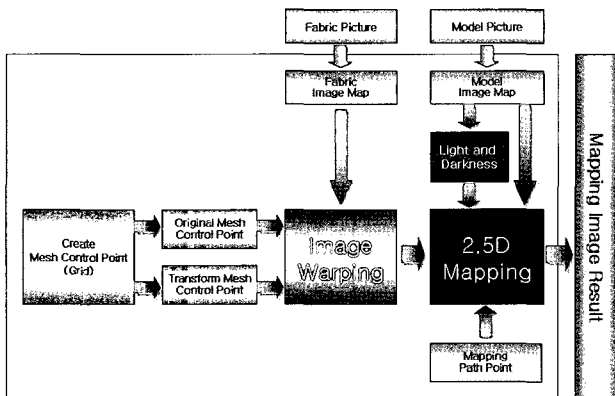 Fabric Picture
Model Picture
Fabric
Image Map
Model
Image Map
Light and
Darkness
Create
Mesh Control Point
(Grid)
Original Mesh
Control Point
Transform Mesh
Control Point
Image
Warping
2.5D
Mapping
Mapping
Path Point
Mapping Image Result